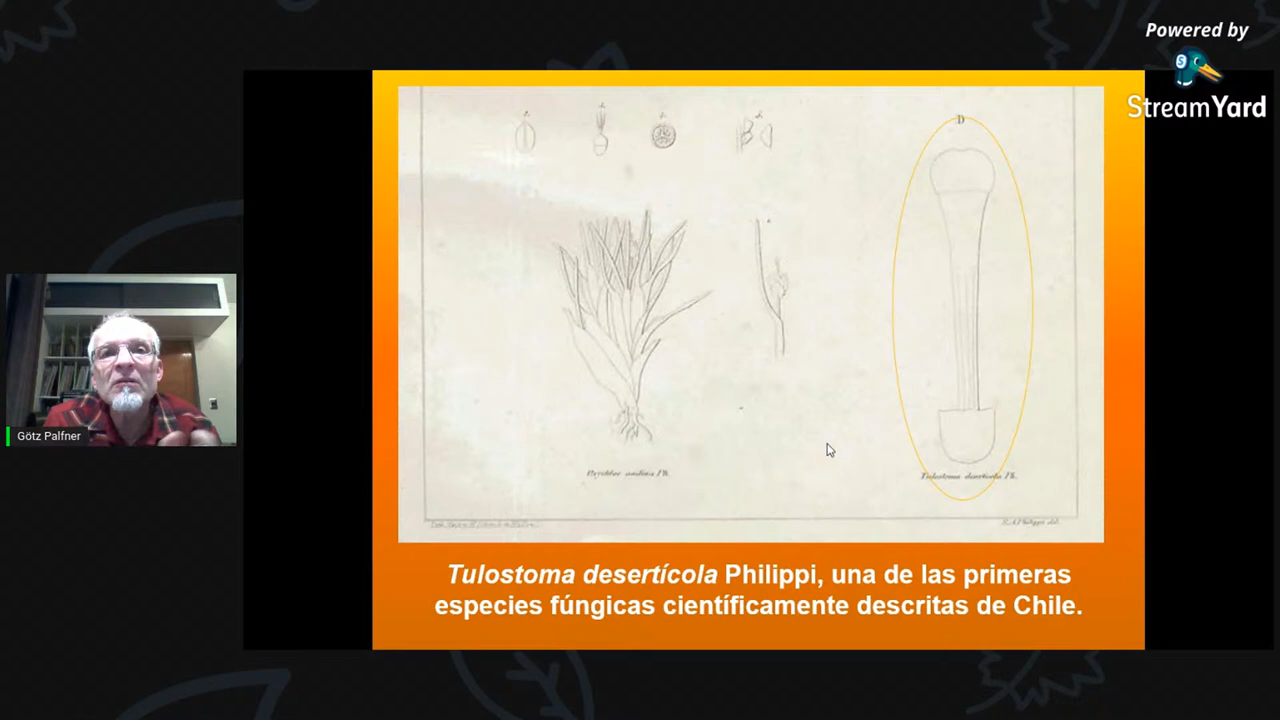 Powered by
StreamYard
D
Tulostoma deserticola Ph.
Götz Palfner
Tulostoma desertícola Philippi, una de las primeras
especies fúngicas científicamente descritas de Chile.